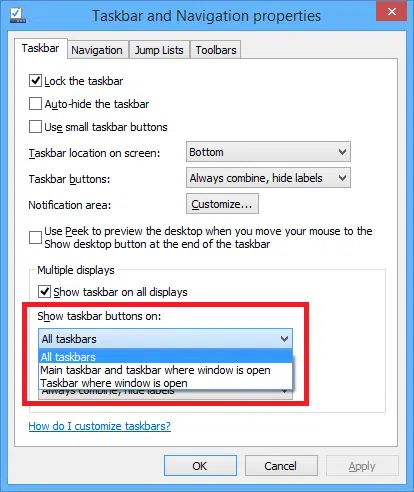 Taskbar and Navigation properties
Taskbar
Navigation
Jump Lists
Toolbars
Lock the taskbar
Auto-hide the taskbar
Use small taskbar buttons
Taskbar location on screen:
Bottom
Taskbar buttons:
Always combine, hide labels
Notification area:
Customize...
Use Peek to preview the desktop when you move your mouse to the
Show desktop button at the end of the taskbar
Multiple displays
Show taskbar on all displays
Show taskbar buttons on:
All taskbars
All taskbars
Main taskbar and taskbar where window is open
Taskbar where window is open
Always combine, hide labels
How do I customize taskbars?
OK
Cancel
Apply